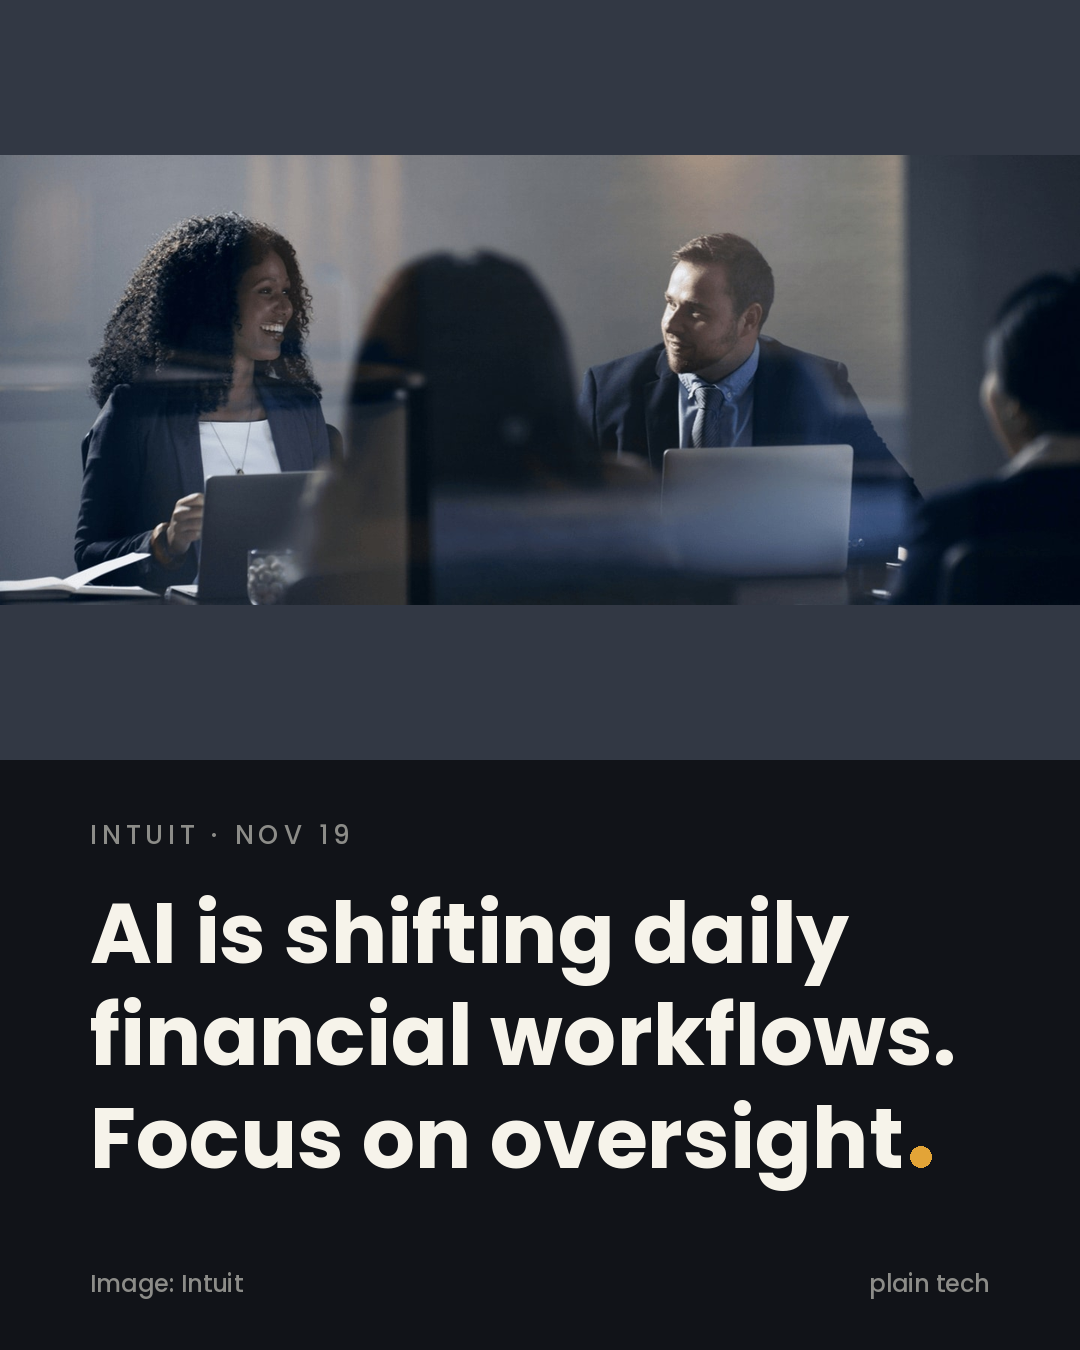 INTUIT · NOV 19
AI is shifting daily
financial workflows.
Focus on oversight.
Image: Intuit
plain tech